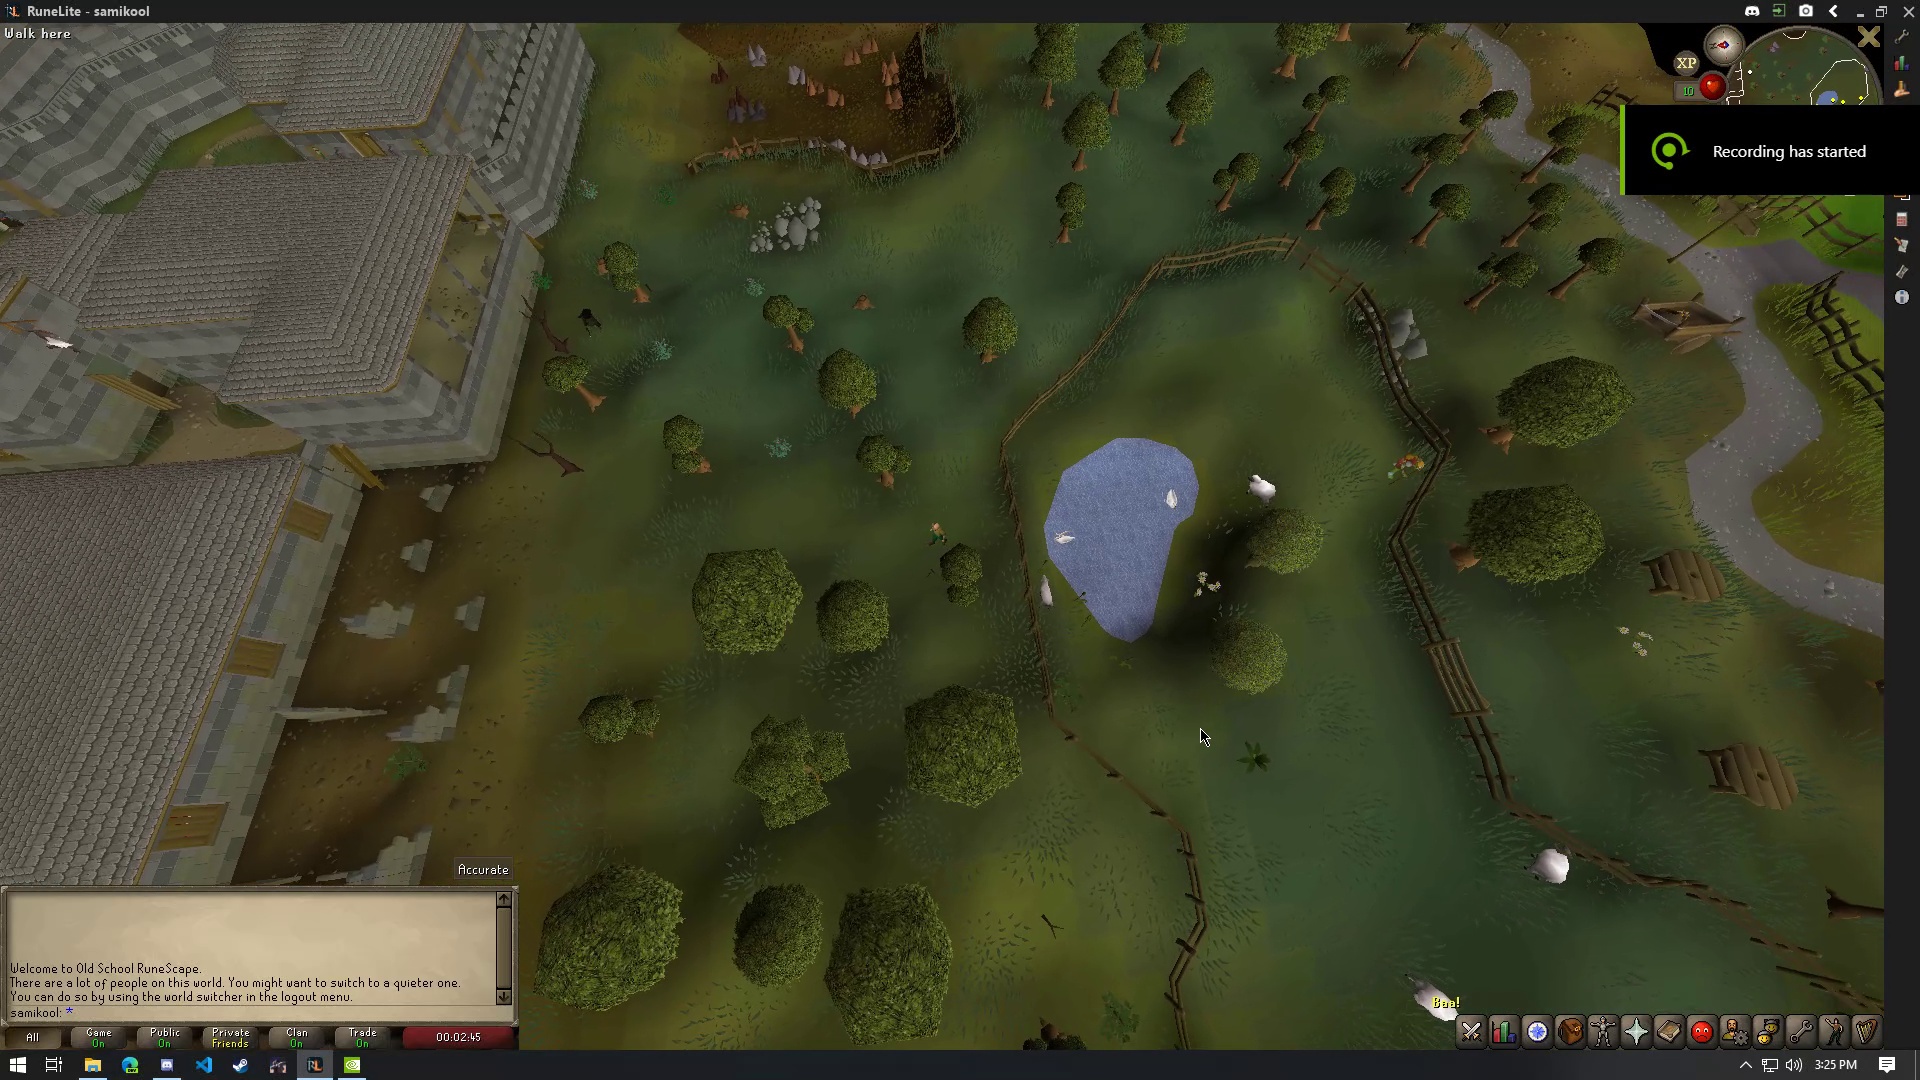 RuneLite - samikool
Walk here
XP
10
Recording has started
Baa!
Accurate
Welcome to Old School RuneScape.
There are a lot of people on this world. You might want to switch to a quieter one.
You can do so by using the world switcher in the logout menu.
samikool: *
All
Game
On
Public
On
Private
Friends
Clan
On
Trade
On
00:02:45
3:25 PM